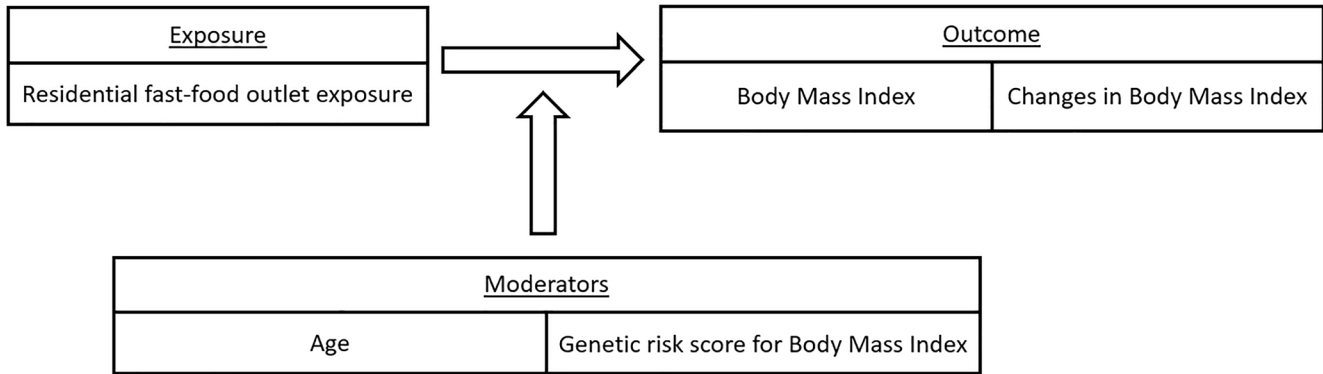 Exposure
Residential fast-food outlet exposure
Outcome
Body Mass Index
Changes in Body Mass Index
Moderators
Age
Genetic risk score for Body Mass Index